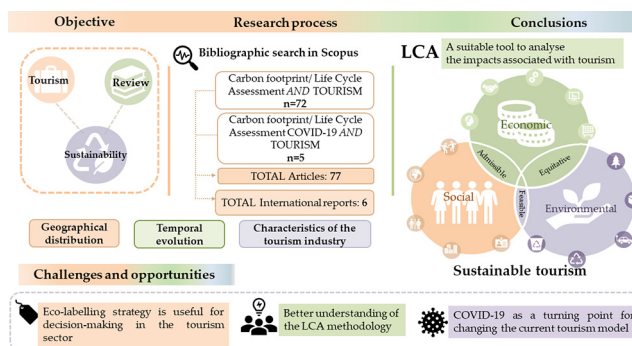 Objective
Research process
Conclusions
Tourism
Review
Sustainability
Bibliographic search in Scopus
Carbon footprint/ Life Cycle
Assessment AND TOURISM
n=72
Carbon footprint/ Life Cycle
Assessment COVID-19 AND
TOURISM
n=5
TOTAL Articles: 77
TOTAL International reports: 6
LCA
A suitable tool to analyse
the impacts associated with tourism
Economic
Admissible
Equitative
Social
Feasible
Environmental
Sustainable tourism
Geographical
distribution
Temporal
evolution
Characteristics of the
tourism industry
Challenges and opportunities
Eco-labelling strategy is useful for
decision-making in the tourism
sector
Better understanding of
the LCA methodology
COVID-19 as a turning point for
changing the current tourism model